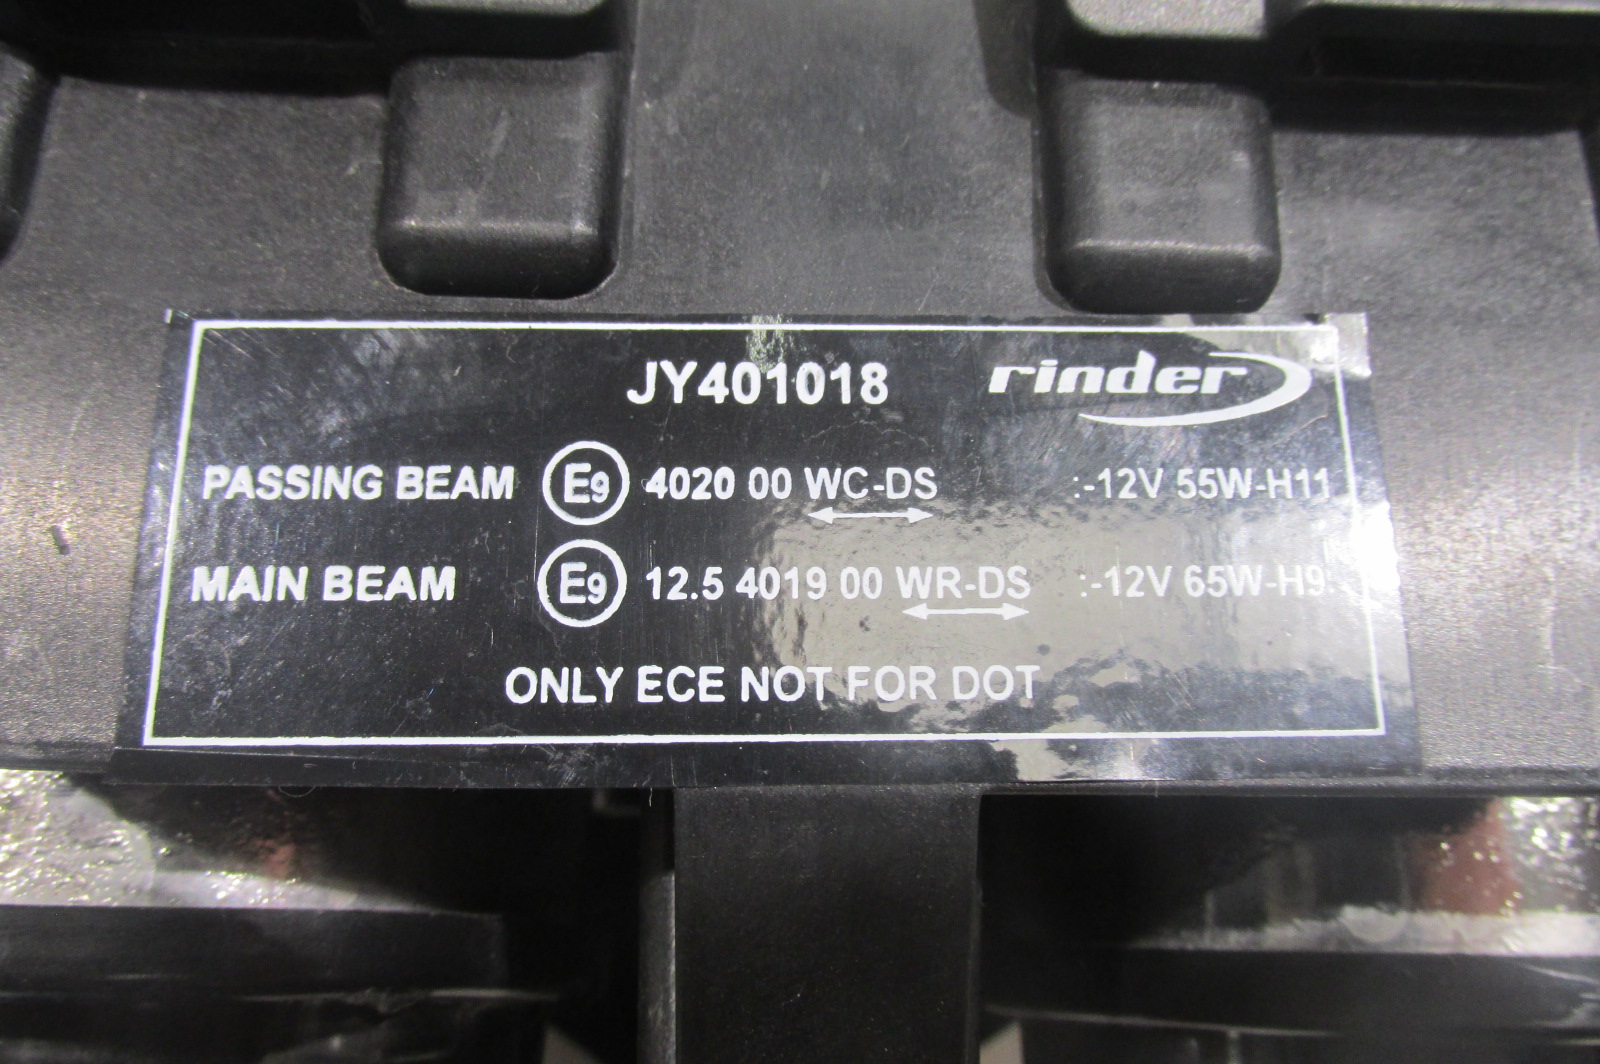 JY401018 rinder
PASSING BEAM E9 4020 00 WC-DS :-12V 55W-H11
MAIN BEAM E9 12.5 4019 00 WR-DS :-12V 65W-H9
ONLY ECE NOT FOR DOT